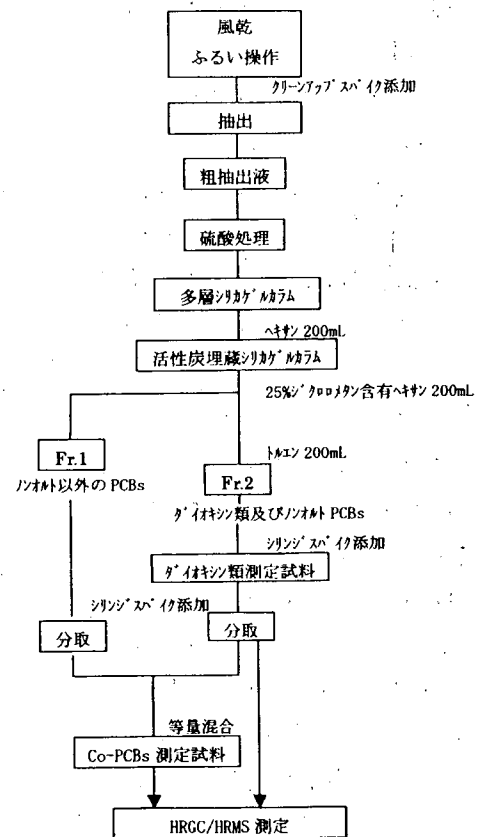 風乾
ふるい操作
クリーンアップスパイク添加
抽出
粗抽出液
硫酸処理
多層シリカゲルカラム
ヘキサン 200mL
活性炭埋蔵シリカゲルカラム
25%ジクロロメタン含有ヘキサン 200mL
Fr.1
ノンオルト以外の PCBs
トルエン 200mL
Fr.2
ダイオキシン類及びノンオルト PCBs
シリンジスパイク添加
ダイオキシン類測定試料
シリンジスパイク添加
分取
分取
等量混合
Co-PCBs 測定試料
HRGC/HRMS 測定